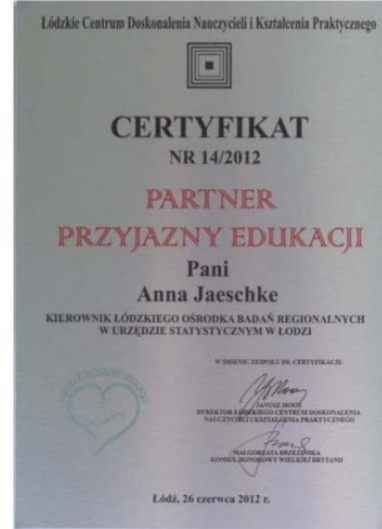 Łódzkie Centrum Doskonalenia Nauczycieli i Kształcenia Praktycznego
CERTYFIKAT
NR 14/2012
PARTNER
PRZYJAZNY EDUKACJI
Pani
Anna Jaeschke
KIEROWNIK ŁÓDZKIEGO OŚRODKA BADAŃ REGIONALNYCH
W URZĘDZIE STATYSTYCZNYM W ŁODZI
W IMIENIU ZESPOŁU DS. CERTYFIKACJI:
JANUSZ MOOS
DYREKTOR ŁÓDZKIEGO CENTRUM DOSKONALENIA
NAUCZYCIELI I KSZTAŁCENIA PRAKTYCZNEGO
MAŁGORZATA BRZEZIŃSKA
KONSUL HONOROWY WIELKIEJ BRYTANII
Łódź, 26 czerwca 2012 r.